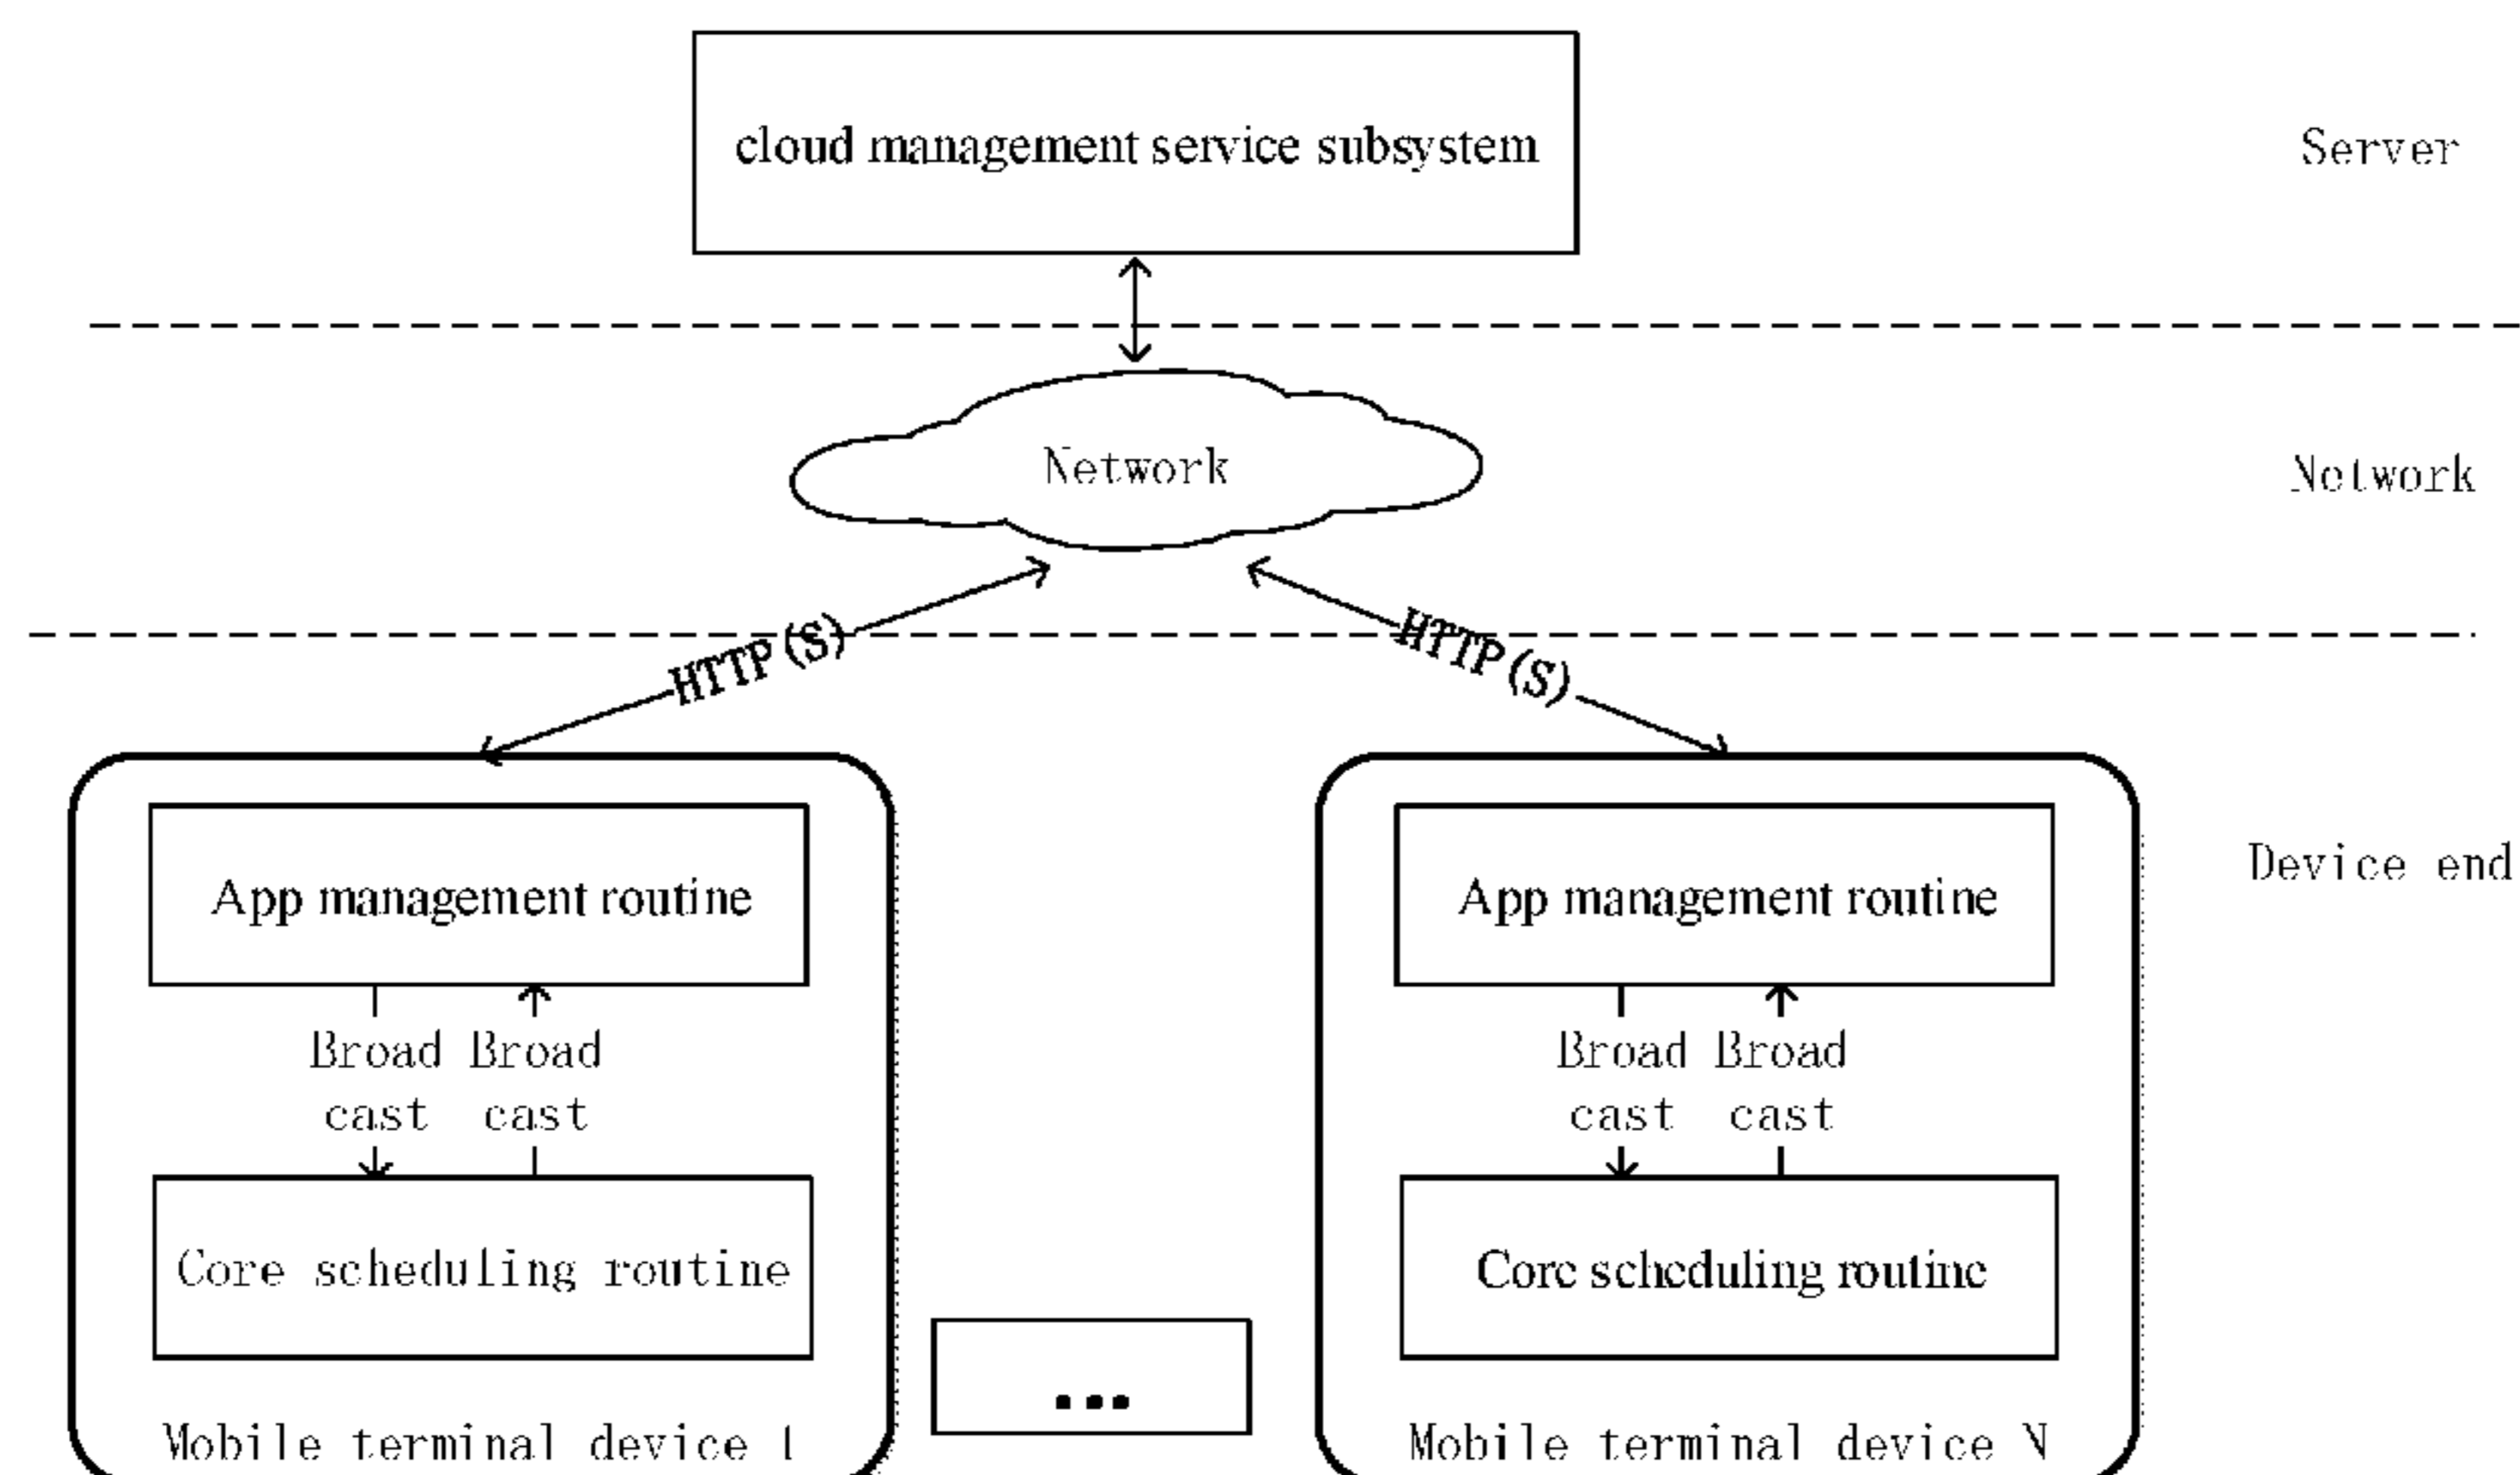 cloud management service subsystem
Server
Network
Network
HTTP(S)
HTTP(S)
App management routine
App management routine
Device end
Broad
cast
Broad
cast
Broad
cast
Broad
cast
Core scheduling routine
Core scheduling routine
...
Mobile terminal device 1
Mobile terminal device N